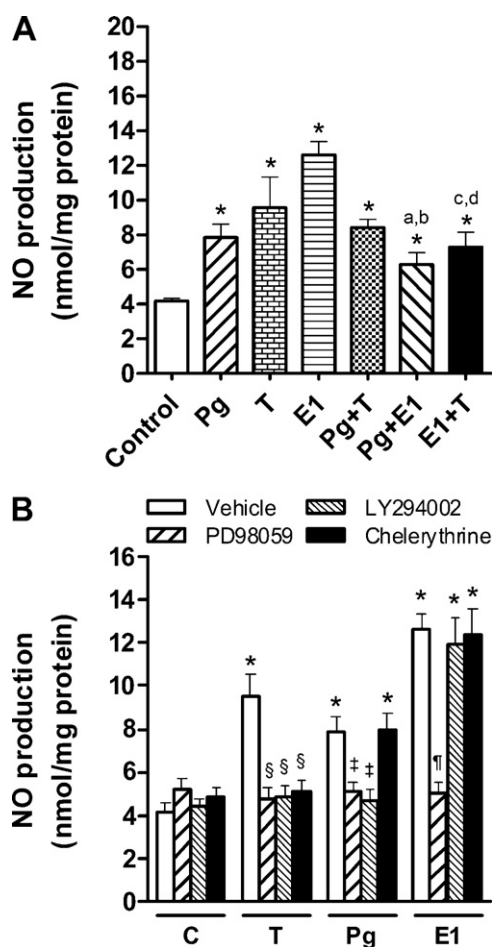 A
NO production
(nmol/mg protein)
20
18
16
14
12
10
8
6
4
2
0
*
*
*
*
a,b
*
c,d
*
Control
Pg
T
E1
Pg+T
Pg+E1
E1+T
B
Vehicle
LY294002
PD98059
Chelerythrine
NO production
(nmol/mg protein)
16
14
12
10
8
6
4
2
0
*
§ § §
*
‡ ‡
*
*
¶
* *
C T Pg E1